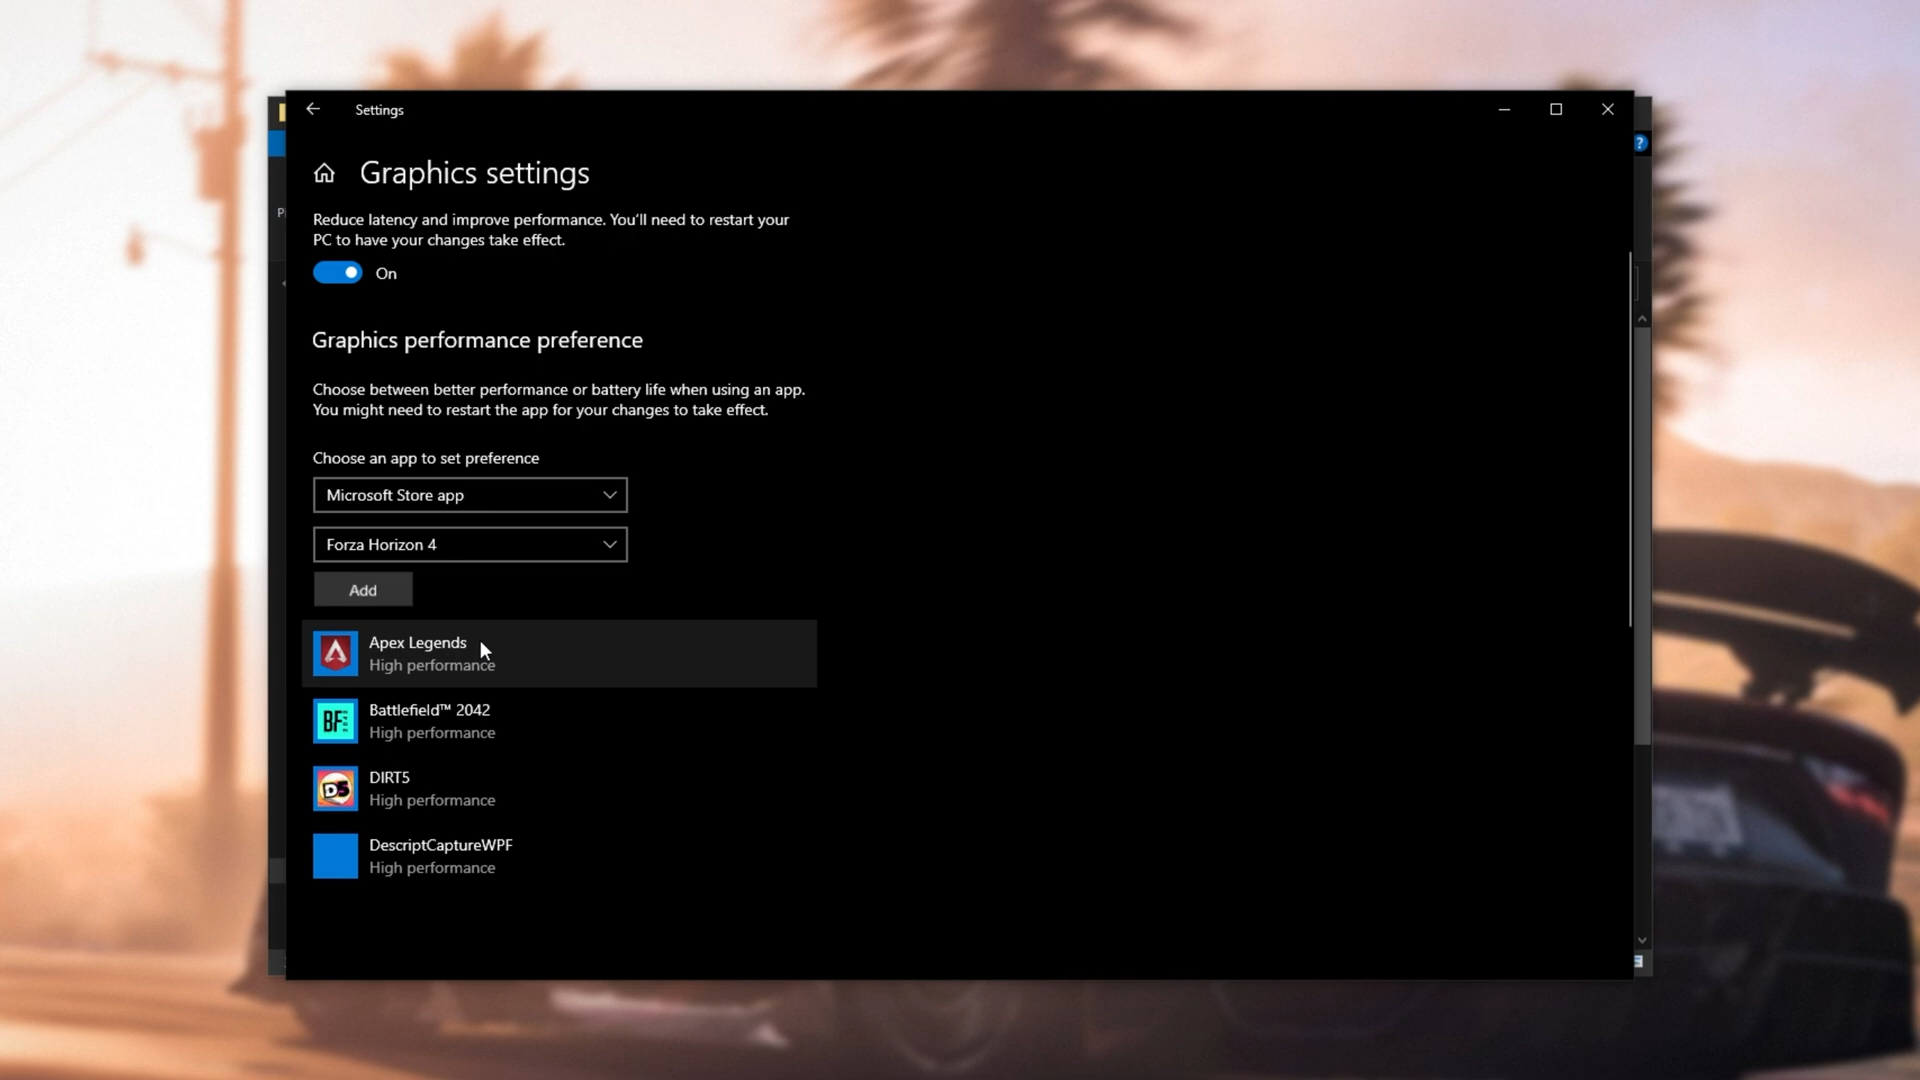 Settings
Graphics settings
Reduce latency and improve performance. You'll need to restart your
PC to have your changes take effect.
On
Graphics performance preference
Choose between better performance or battery life when using an app.
You might need to restart the app for your changes to take effect.
Choose an app to set preference
Microsoft Store app
Forza Horizon 4
Add
Apex Legends
High performance
BF
Battlefield™ 2042
High performance
D5
DIRT5
High performance
DescriptCaptureWPF
High performance